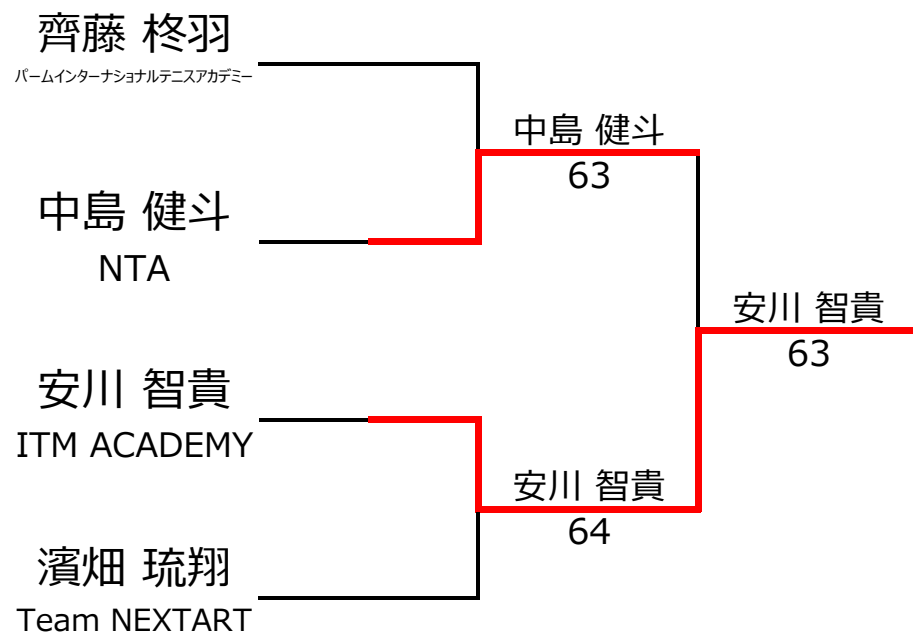 齊藤 柊羽
パームインターナショナルテニスアカデミー
中島 健斗
63
中島 健斗
NTA
安川 智貴
63
安川 智貴
ITM ACADEMY
安川 智貴
64
濱畑 琉翔
Team NEXTART